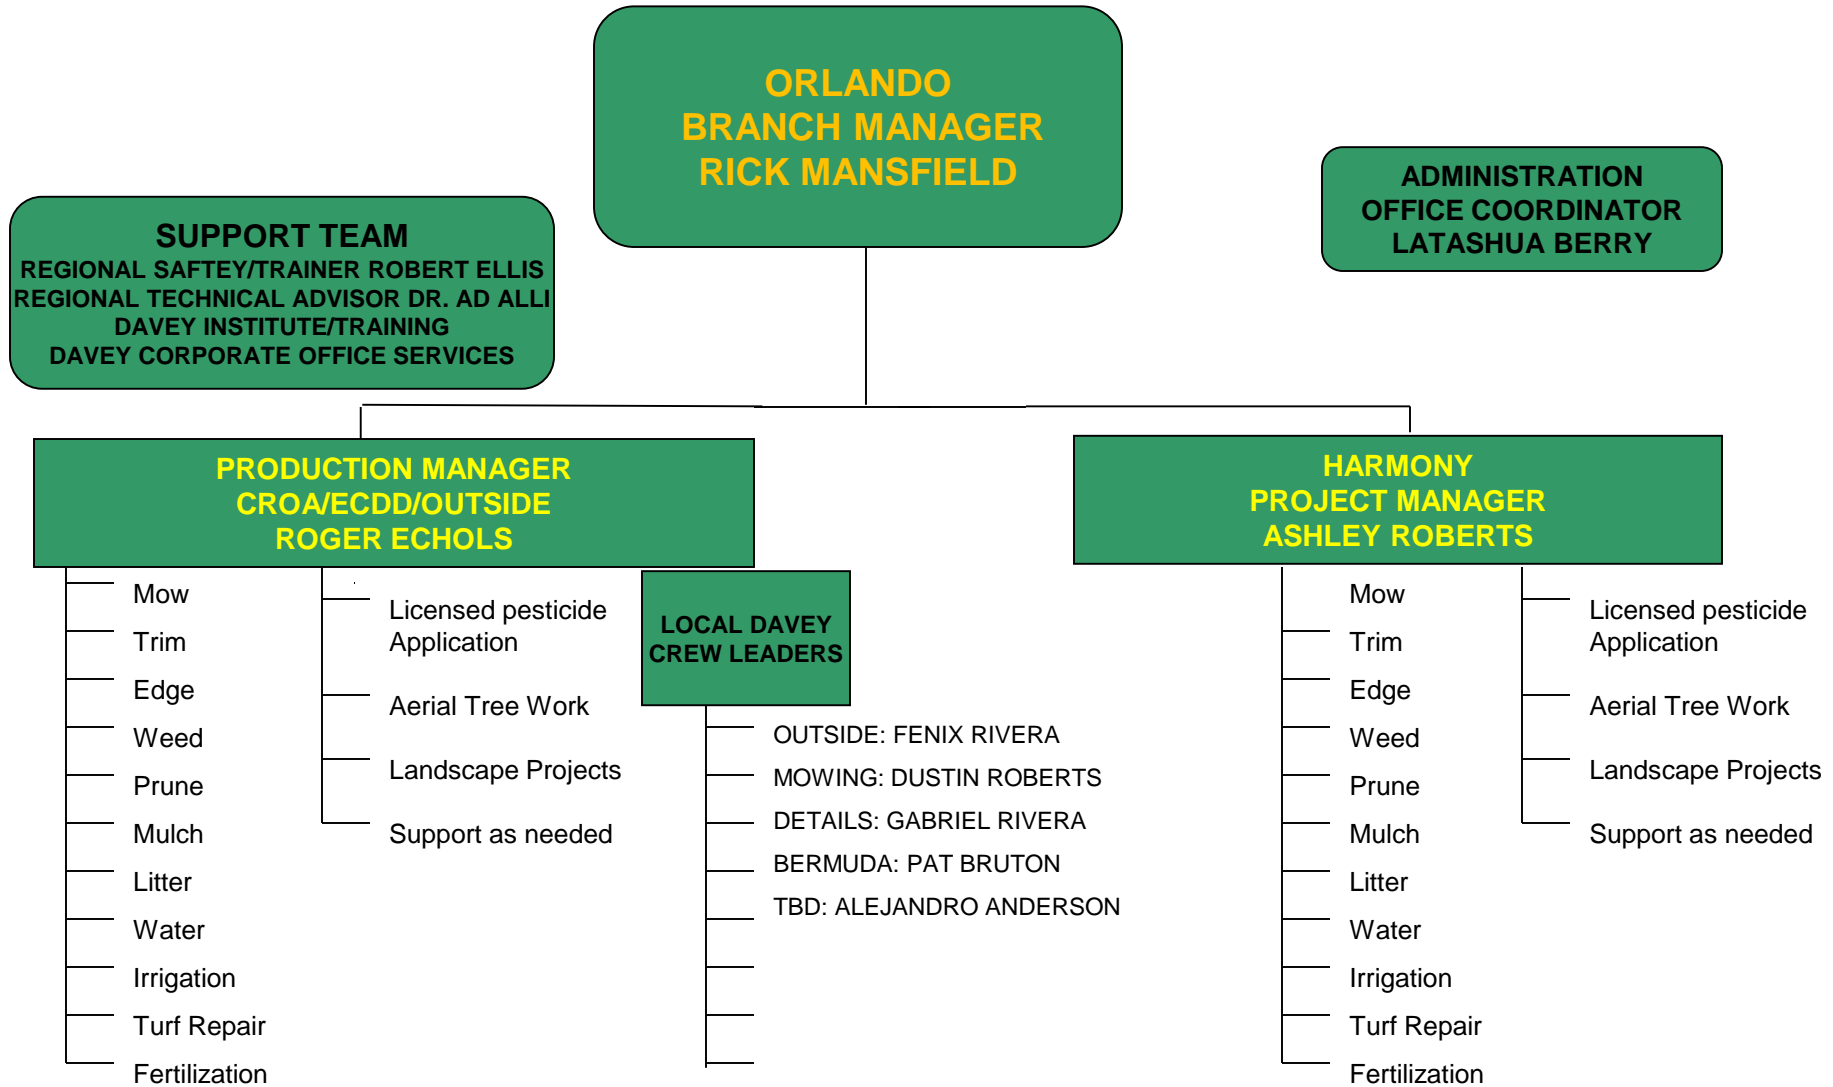 ORLANDO
BRANCH MANAGER
RICK MANSFIELD
ADMINISTRATION
OFFICE COORDINATOR
LATASHUA BERRY
SUPPORT TEAM
REGIONAL SAFTEY/TRAINER ROBERT ELLIS
REGIONAL TECHNICAL ADVISOR DR. AD ALLI
DAVEY INSTITUTE/TRAINING
DAVEY CORPORATE OFFICE SERVICES
PRODUCTION MANAGER
CROA/ECDD/OUTSIDE
ROGER ECHOLS
Mow
Trim
Edge
Weed
Prune
Mulch
Litter
Water
Irrigation
Turf Repair
Fertilization
Licensed pesticide
Application
Aerial Tree Work
Landscape Projects
Support as needed
LOCAL DAVEY
CREW LEADERS
OUTSIDE: FENIX RIVERA
MOWING: DUSTIN ROBERTS
DETAILS: GABRIEL RIVERA
BERMUDA: PAT BRUTON
TBD: ALEJANDRO ANDERSON
HARMONY
PROJECT MANAGER
ASHLEY ROBERTS
Mow
Trim
Edge
Weed
Prune
Mulch
Litter
Water
Irrigation
Turf Repair
Fertilization
Licensed pesticide
Application
Aerial Tree Work
Landscape Projects
Support as needed